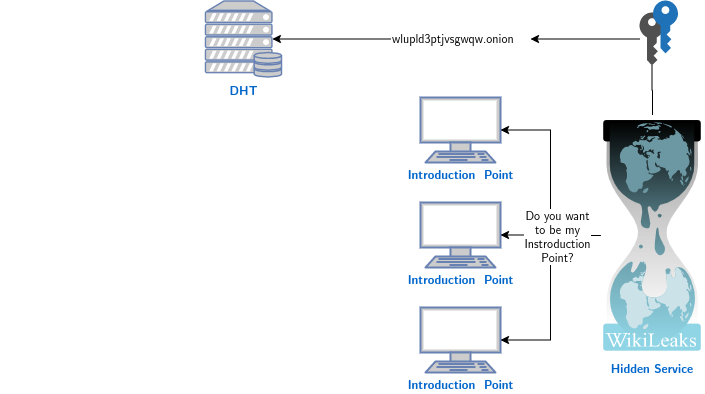 wlupld3ptjvsgwqw.onion
DHT
Introduction Point
Do you want
to be my
Instroduction
Point?
Introduction Point
Introduction Point
WikiLeaks
Hidden Service